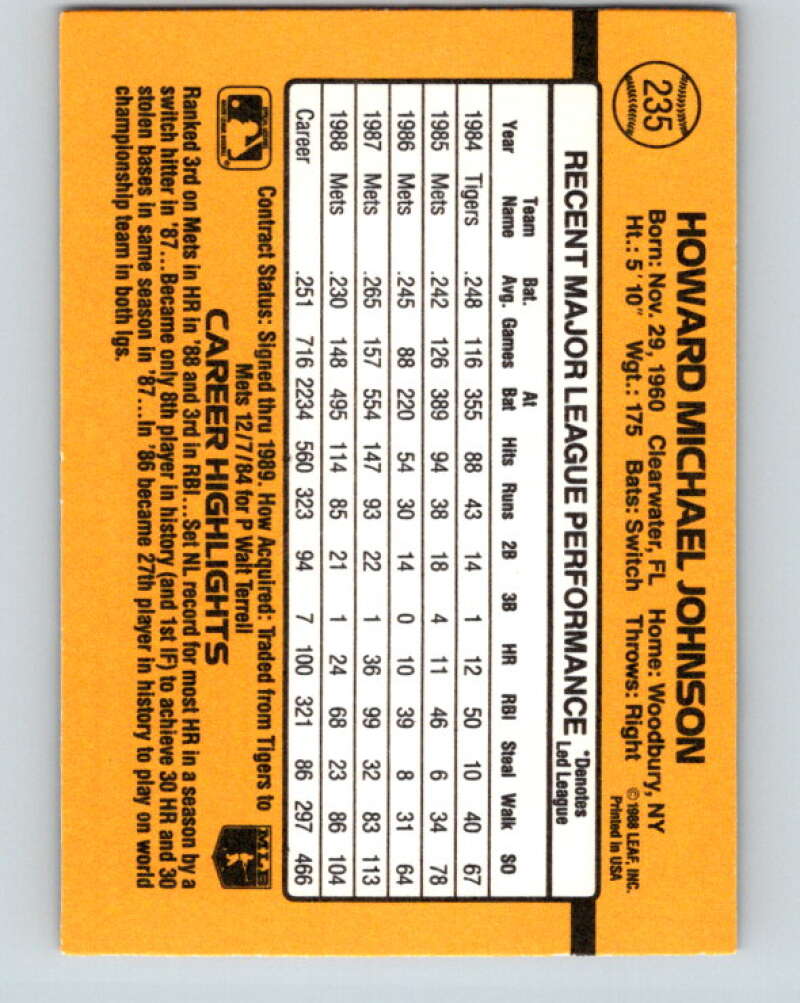 235
HOWARD MICHAEL JOHNSON
Born: Nov. 29, 1960 Clearwater, FL Home: Woodbury, NY
Ht.: 5' 10" Wgt.: 175 Bats: Switch Throws: Right
©1988 LEAF, INC.
Printed in USA
RECENT MAJOR LEAGUE PERFORMANCE
*Denotes
Led League
Year Team Name Bat. Avg. Games At Bat Hits Runs 2B 3B HR RBI Steal Walk SO
1984 Tigers .248 116 355 88 43 14 1 12 50 10 40 67
1985 Mets .242 126 389 94 38 18 4 11 46 6 34 78
1986 Mets .245 88 220 54 30 14 0 10 39 8 31 64
1987 Mets .265 157 554 147 93 22 1 36 99 32 83 113
1988 Mets .230 148 495 114 85 21 1 24 68 23 86 104
Career .251 716 2234 560 323 94 7 100 321 86 297 466
Contract Status: Signed thru 1989. How Acquired: Traded from Tigers to
Mets 12/7/84 for P Walt Terrell
MLB
CAREER HIGHLIGHTS
Ranked 3rd on Mets in HR in '88 and 3rd in RBI...Set NL record for most HR in a season by a
switch hitter in '87...Became only 8th player in history (and 1st IF) to achieve 30 HR and 30
stolen bases in same season in '87...In '86 became 27th player in history to play on world
championship team in both lgs.